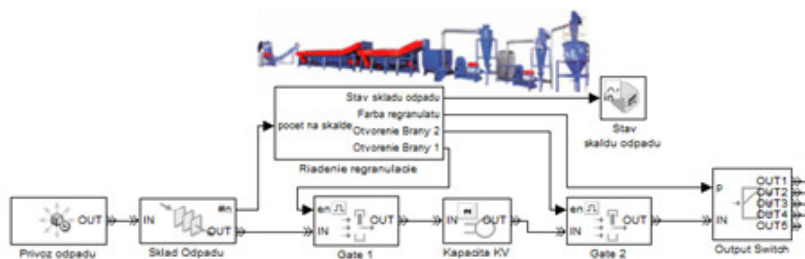 Stav skladu odpadu
Farba regranulatu
pocet na skalde
Otvorenie Brany 2
Otvorenie Brany 1
Riadenie regranulacie
in
Stav
skaldu odpadu
#n
OUT
IN
OUT
Privoz odpadu
Sklad Odpadu
en
IN
OUT
Gate 1
IN
OUT
Kapacita KV
en
IN
OUT
Gate 2
p
IN
OUT1
OUT2
OUT3
OUT4
OUT5
Output Switch